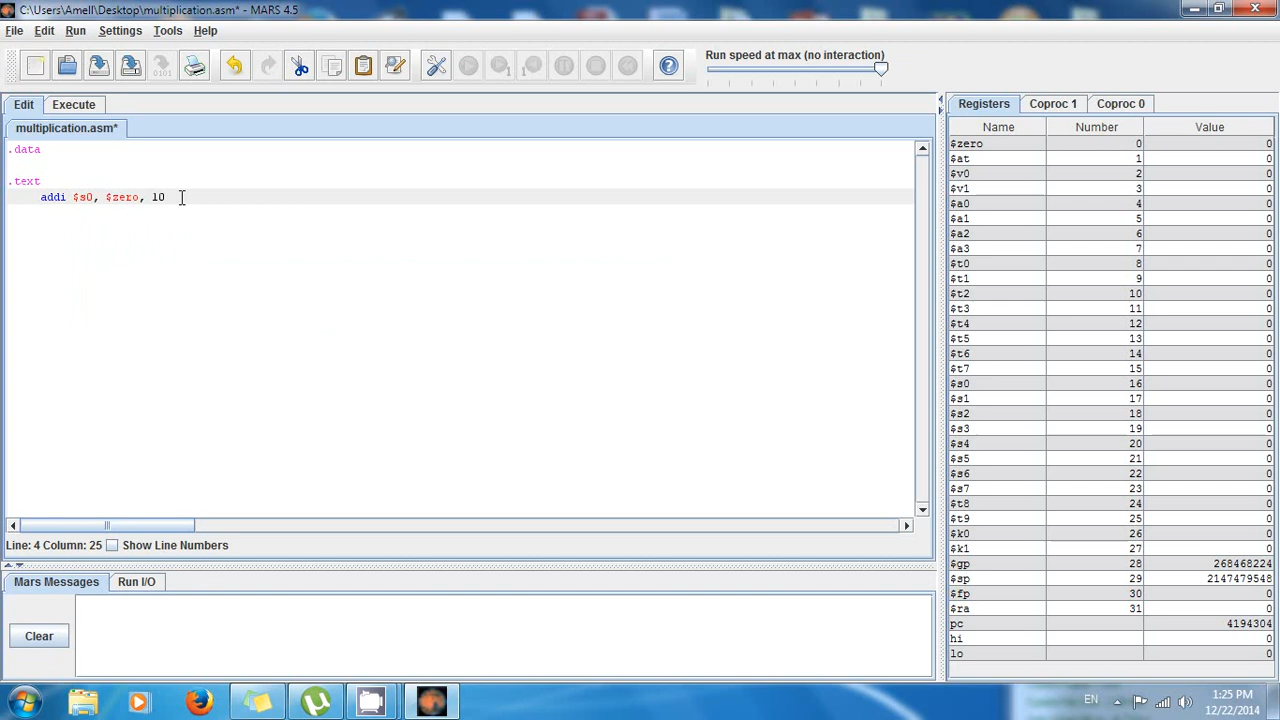 C:\Users\Amell\Desktop\multiplication.asm* - MARS 4.5
File Edit Run Settings Tools Help
Run speed at max (no interaction)
Edit Execute
multiplication.asm*
.data
.text
addi $s0, $zero, 10
Line: 4 Column: 25 Show Line Numbers
Mars Messages Run I/O
Clear
Registers Coproc 1 Coproc 0
Name Number Value
$zero 0 0
$at 1 0
$v0 2 0
$v1 3 0
$a0 4 0
$a1 5 0
$a2 6 0
$a3 7 0
$t0 8 0
$t1 9 0
$t2 10 0
$t3 11 0
$t4 12 0
$t5 13 0
$t6 14 0
$t7 15 0
$s0 16 0
$s1 17 0
$s2 18 0
$s3 19 0
$s4 20 0
$s5 21 0
$s6 22 0
$s7 23 0
$t8 24 0
$t9 25 0
$k0 26 0
$k1 27 0
$gp 28 268468224
$sp 29 2147479548
$fp 30 0
$ra 31 0
pc 4194304
hi 0
lo 0
EN
1:25 PM
12/22/2014